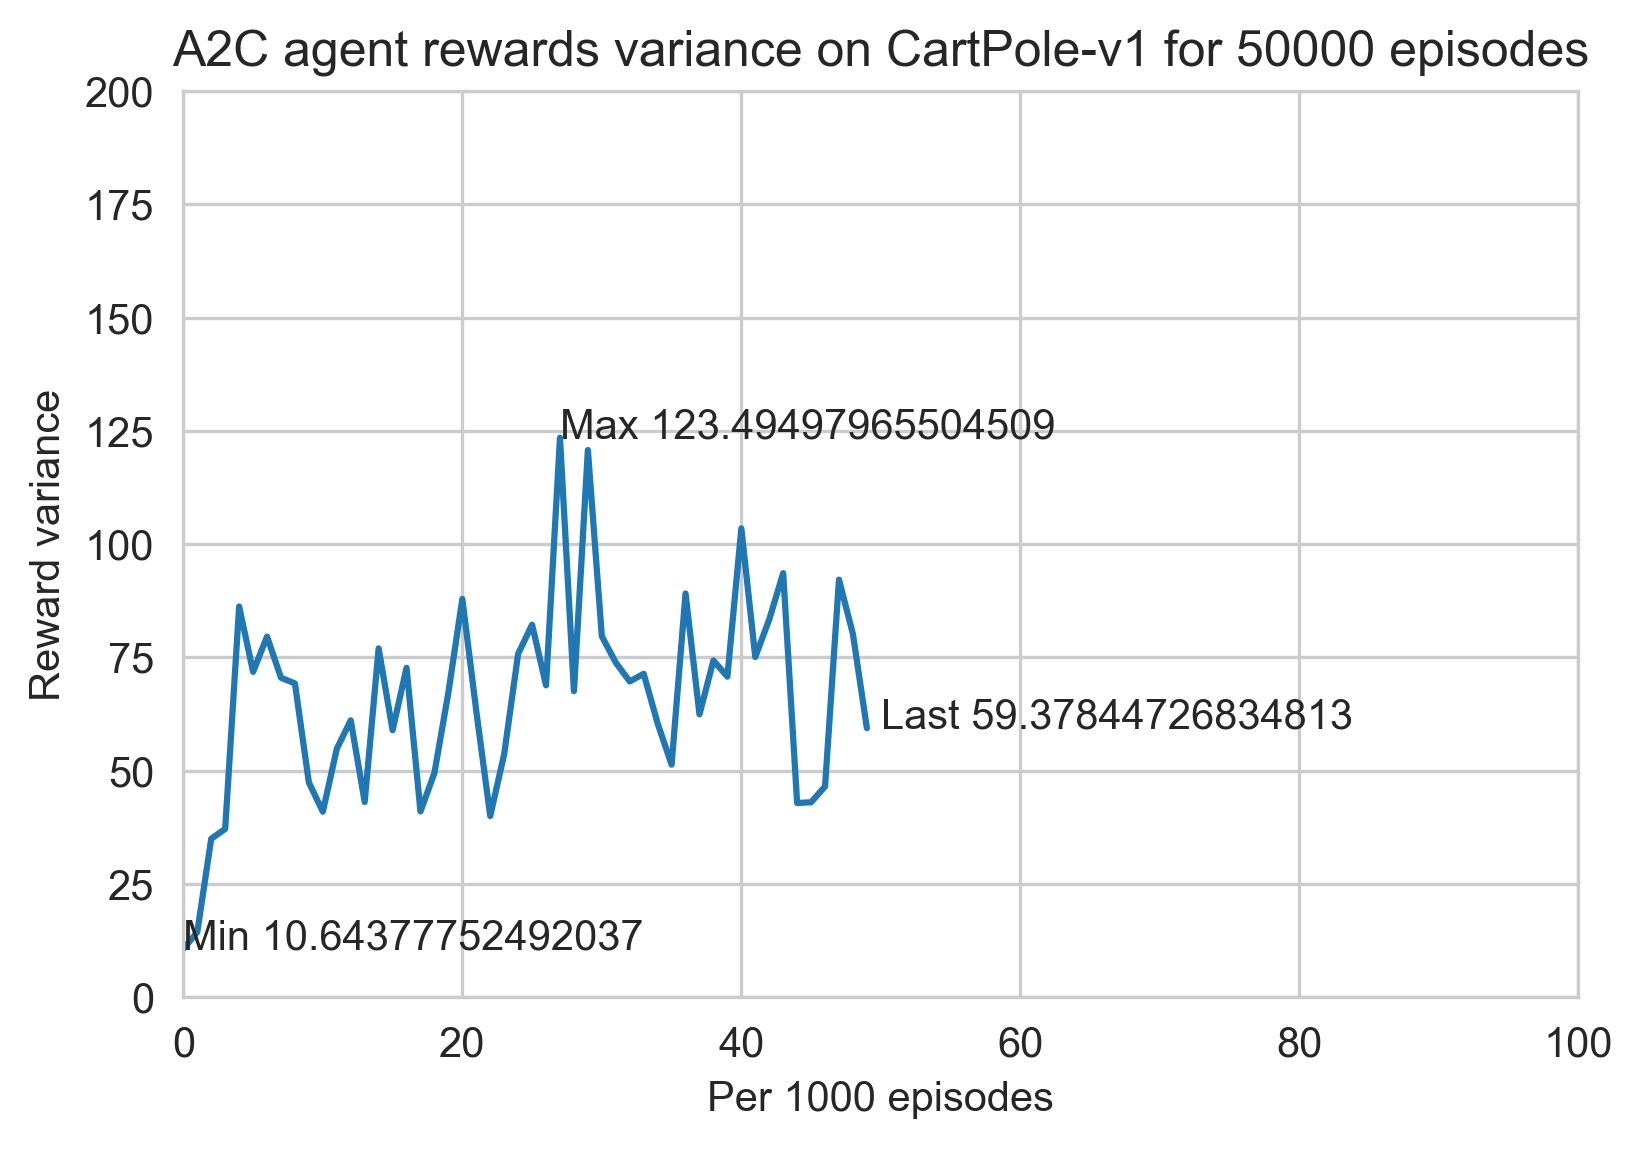 A2C agent rewards variance on CartPole-v1 for 50000 episodes
200
175
150
125
100
75
50
25
0
Reward variance
Max 123.49497965504509
Last 59.37844726834813
Min 10.64377752492037
0 20 40 60 80 100
Per 1000 episodes